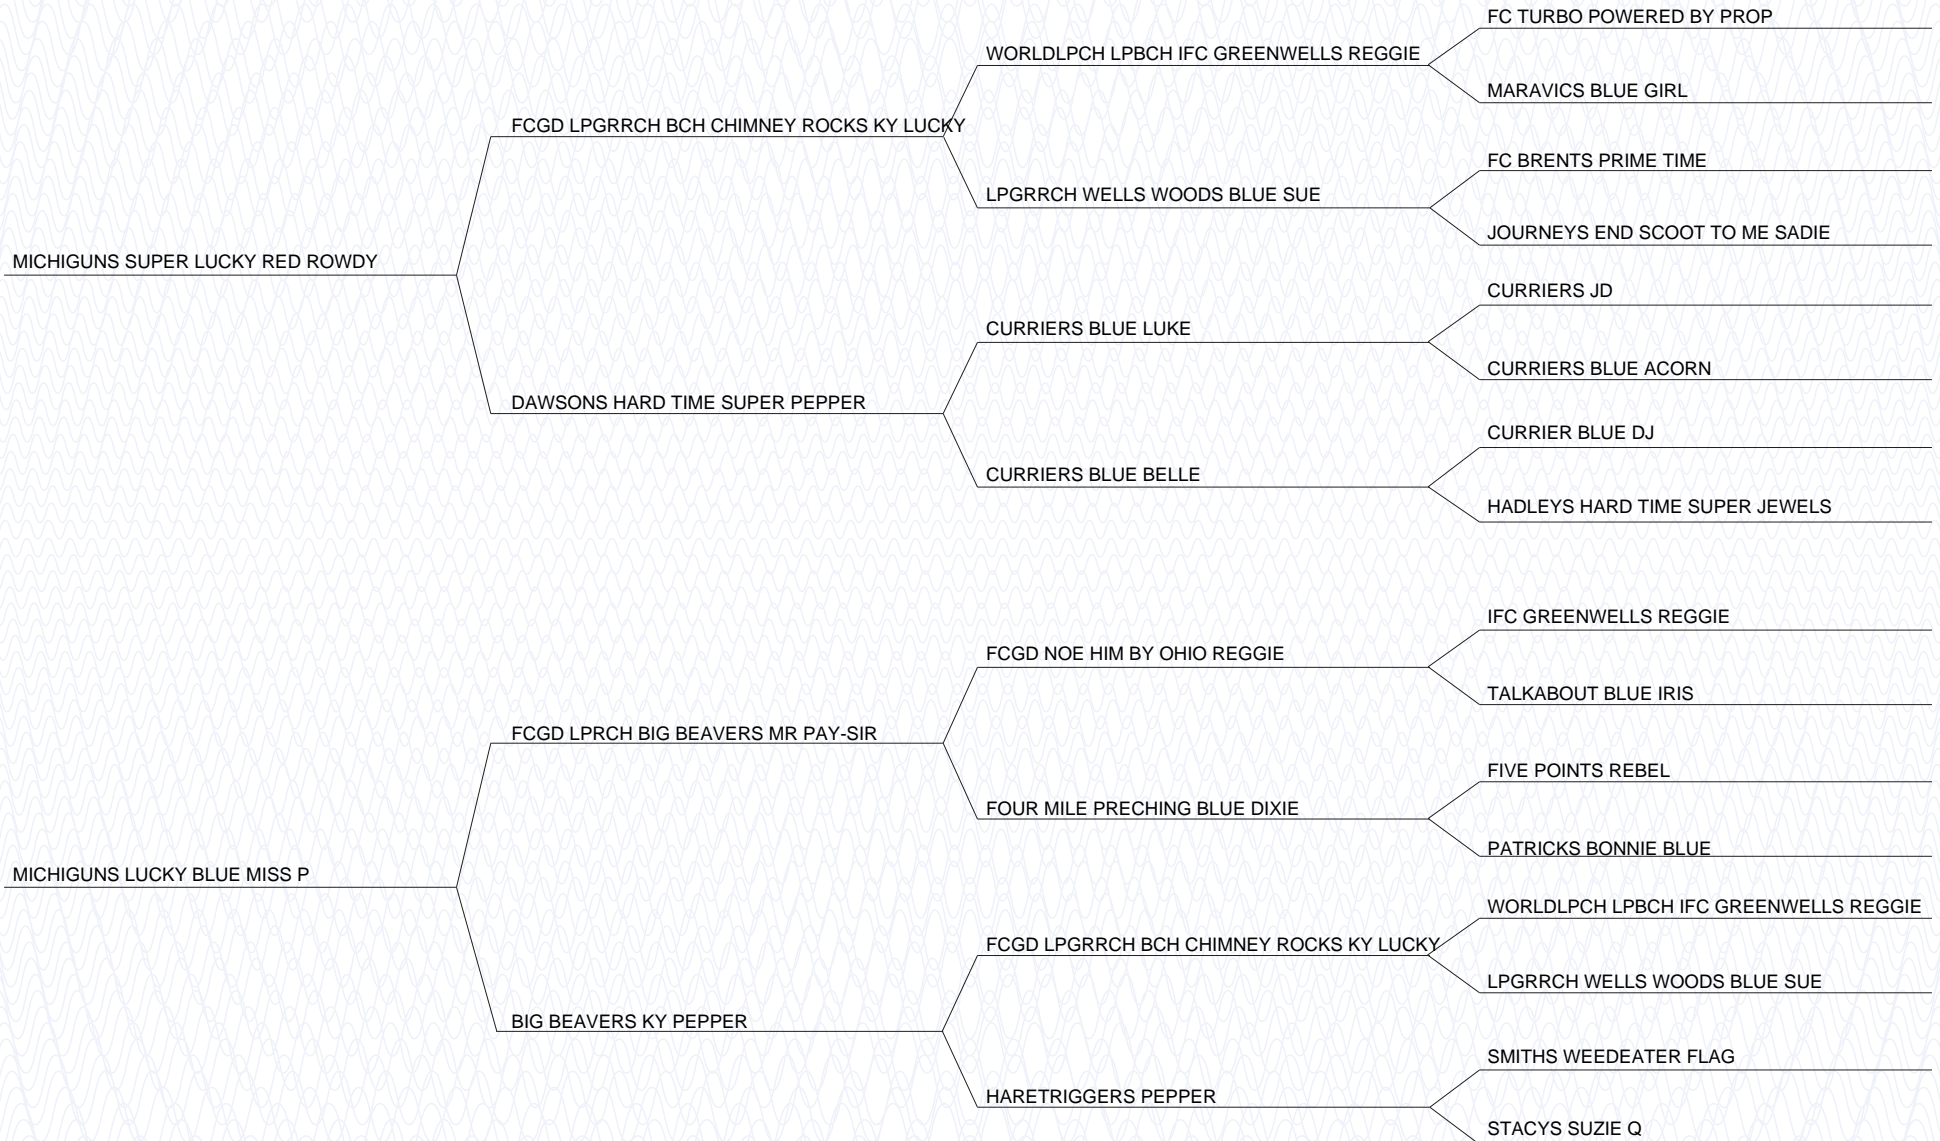 FC TURBO POWERED BY PROP
WORLDLPCH LPBCH IFC GREENWELLS REGGIE
MARAVICS BLUE GIRL
FCGD LPGRRCH BCH CHIMNEY ROCKS KY LUCKY
FC BRENTS PRIME TIME
LPGRRCH WELLS WOODS BLUE SUE
JOURNEYS END SCOOT TO ME SADIE
MICHIGUNS SUPER LUCKY RED ROWDY
CURRIERS JD
CURRIERS BLUE LUKE
CURRIERS BLUE ACORN
DAWSONS HARD TIME SUPER PEPPER
CURRIER BLUE DJ
CURRIERS BLUE BELLE
HADLEYS HARD TIME SUPER JEWELS
IFC GREENWELLS REGGIE
FCGD NOE HIM BY OHIO REGGIE
TALKABOUT BLUE IRIS
FCGD LPRCH BIG BEAVERS MR PAY-SIR
FIVE POINTS REBEL
FOUR MILE PRECHING BLUE DIXIE
PATRICKS BONNIE BLUE
MICHIGUNS LUCKY BLUE MISS P
WORLDLPCH LPBCH IFC GREENWELLS REGGIE
FCGD LPGRRCH BCH CHIMNEY ROCKS KY LUCKY
LPGRRCH WELLS WOODS BLUE SUE
BIG BEAVERS KY PEPPER
SMITHS WEEDEATER FLAG
HARETRIGGERS PEPPER
STACYS SUZIE Q